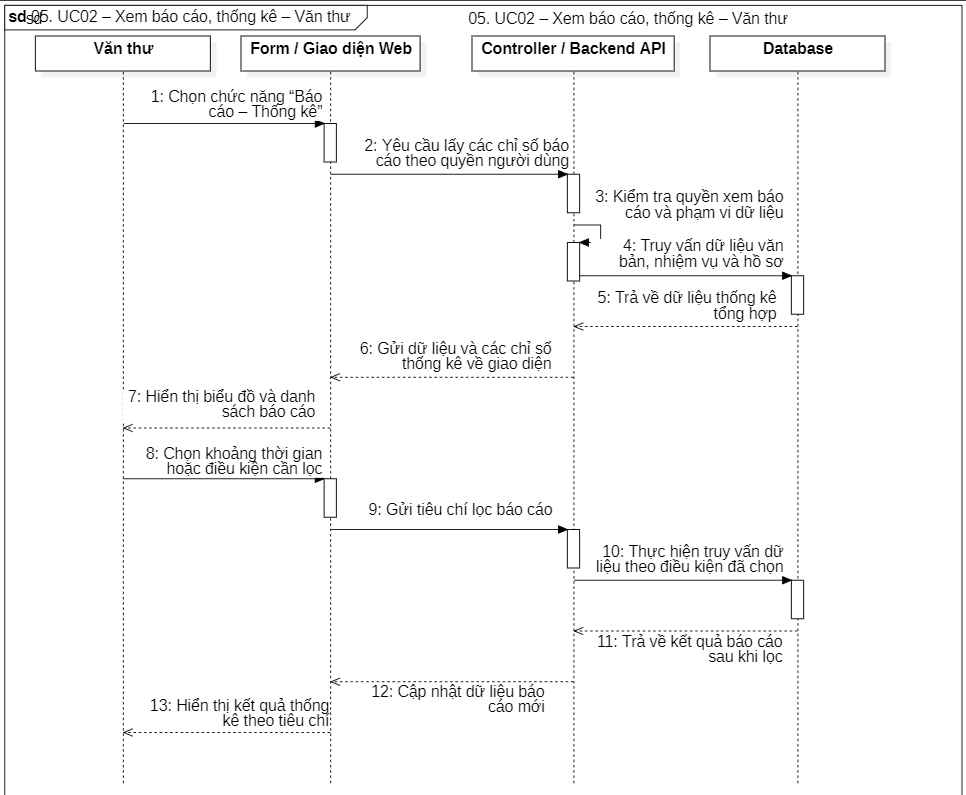 sd 05. UC02 – Xem báo cáo, thống kê – Văn thư
05. UC02 – Xem báo cáo, thống kê – Văn thư
Văn thư
Form / Giao diện Web
Controller / Backend API
Database
1: Chọn chức năng “Báo
cáo – Thống kê”
2: Yêu cầu lấy các chỉ số báo
cáo theo quyền người dùng
3: Kiểm tra quyền xem báo
cáo và phạm vi dữ liệu
4: Truy vấn dữ liệu văn
bản, nhiệm vụ và hồ sơ
5: Trả về dữ liệu thống kê
tổng hợp
6: Gửi dữ liệu và các chỉ số
thống kê về giao diện
7: Hiển thị biểu đồ và danh
sách báo cáo
8: Chọn khoảng thời gian
hoặc điều kiện cần lọc
9: Gửi tiêu chí lọc báo cáo
10: Thực hiện truy vấn dữ
liệu theo điều kiện đã chọn
11: Trả về kết quả báo cáo
sau khi lọc
12: Cập nhật dữ liệu báo
cáo mới
13: Hiển thị kết quả thống
kê theo tiêu chí